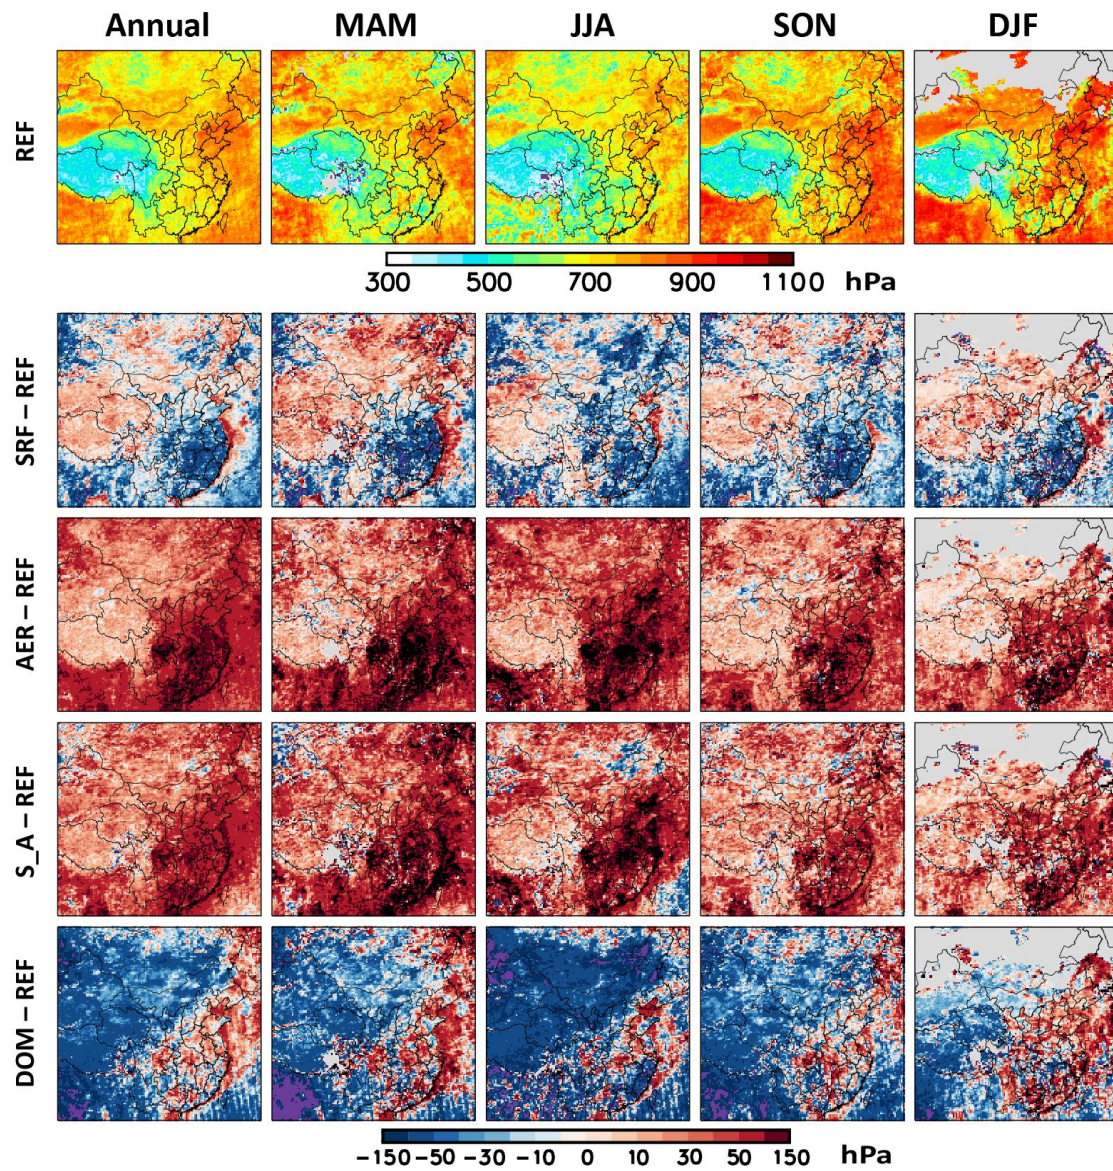 Annual MAM JJA SON DJF
REF
300 500 700 900 1100 hPa
SRF – REF
AER – REF
S_A – REF
DOM – REF
−150 −50 −30 −10 0 10 30 50 150 hPa